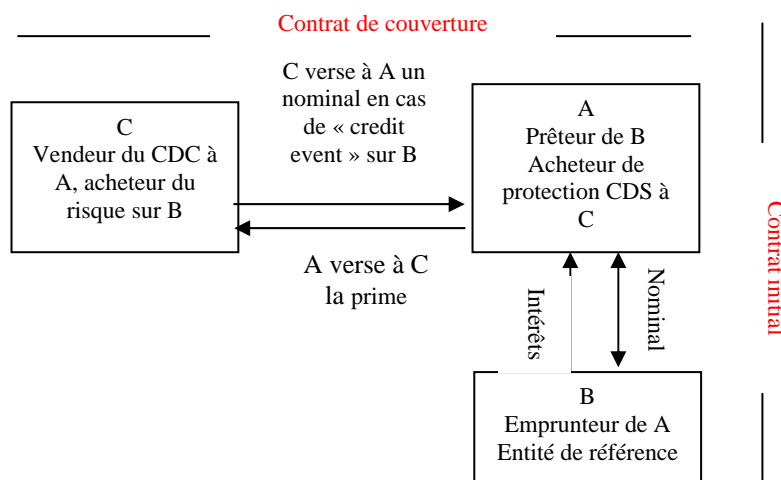 Contrat de couverture
C verse à A un
nominal en cas
de « credit
event » sur B
C
Vendeur du CDC à
A, acheteur du
risque sur B
A
Prêteur de B
Acheteur de
protection CDS à
C
A verse à C
la prime
Intérêts
Nominal
Contrat initial
B
Emprunteur de A
Entité de référence